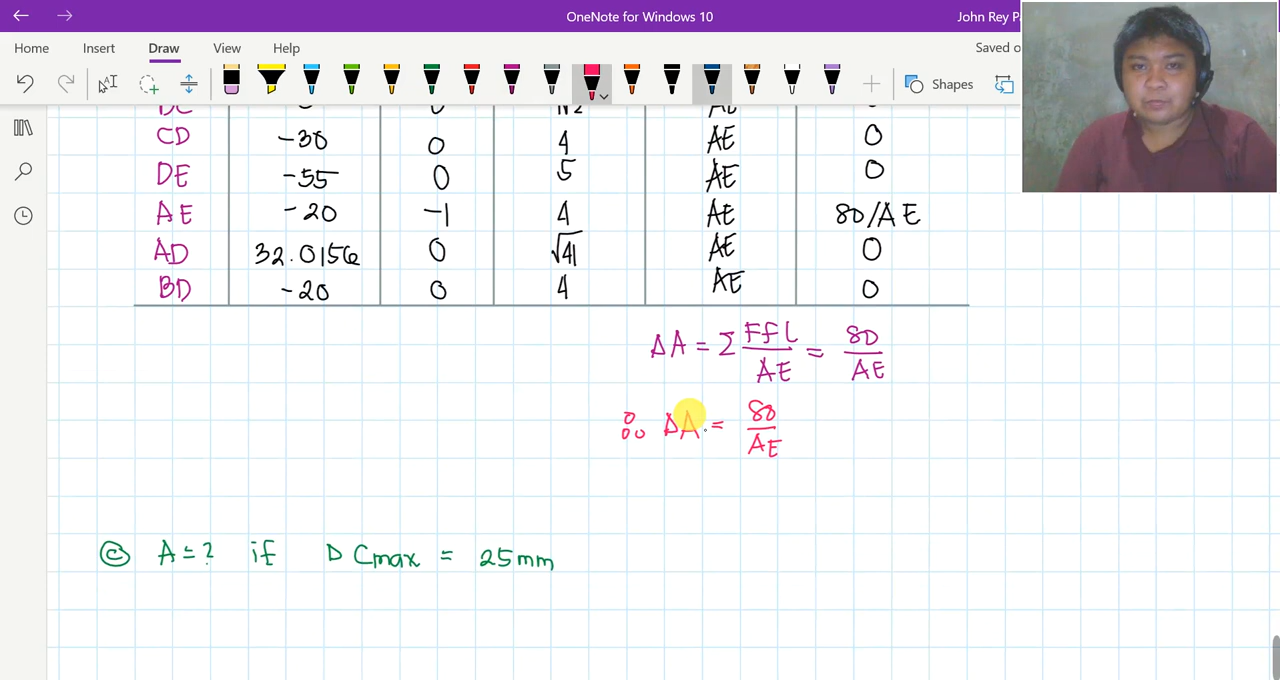 OneNote for Windows 10
John Rey P
Home Insert Draw View Help
Saved o
Shapes
CD -30 0 4 AE 0
DE -55 0 5 AE 0
AE -20 -1 4 AE 80/AE
AD 32.0156 0 √41 AE 0
BD -20 0 4 AE 0
ΔA = Σ FfL/AE = 80/AE
∴ ΔA = 80/AE
Ⓒ A=? if Δ Cmax = 25mm